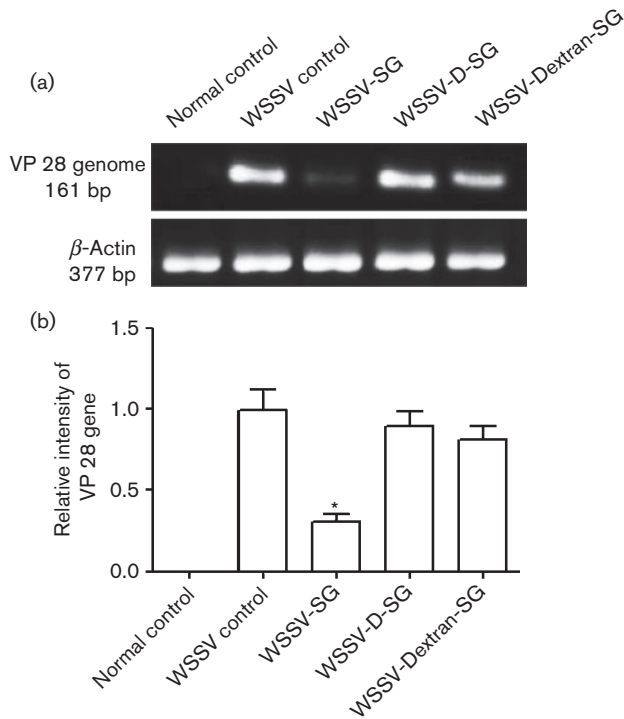 (a)
Normal control
WSSV control
WSSV-SG
WSSV-D-SG
WSSV-Dextran-SG
VP 28 genome
161 bp
β-Actin
377 bp
(b)
Relative intensity of
VP 28 gene
1.5
1.0
0.5
0.0
*
Normal control
WSSV control
WSSV-SG
WSSV-D-SG
WSSV-Dextran-SG